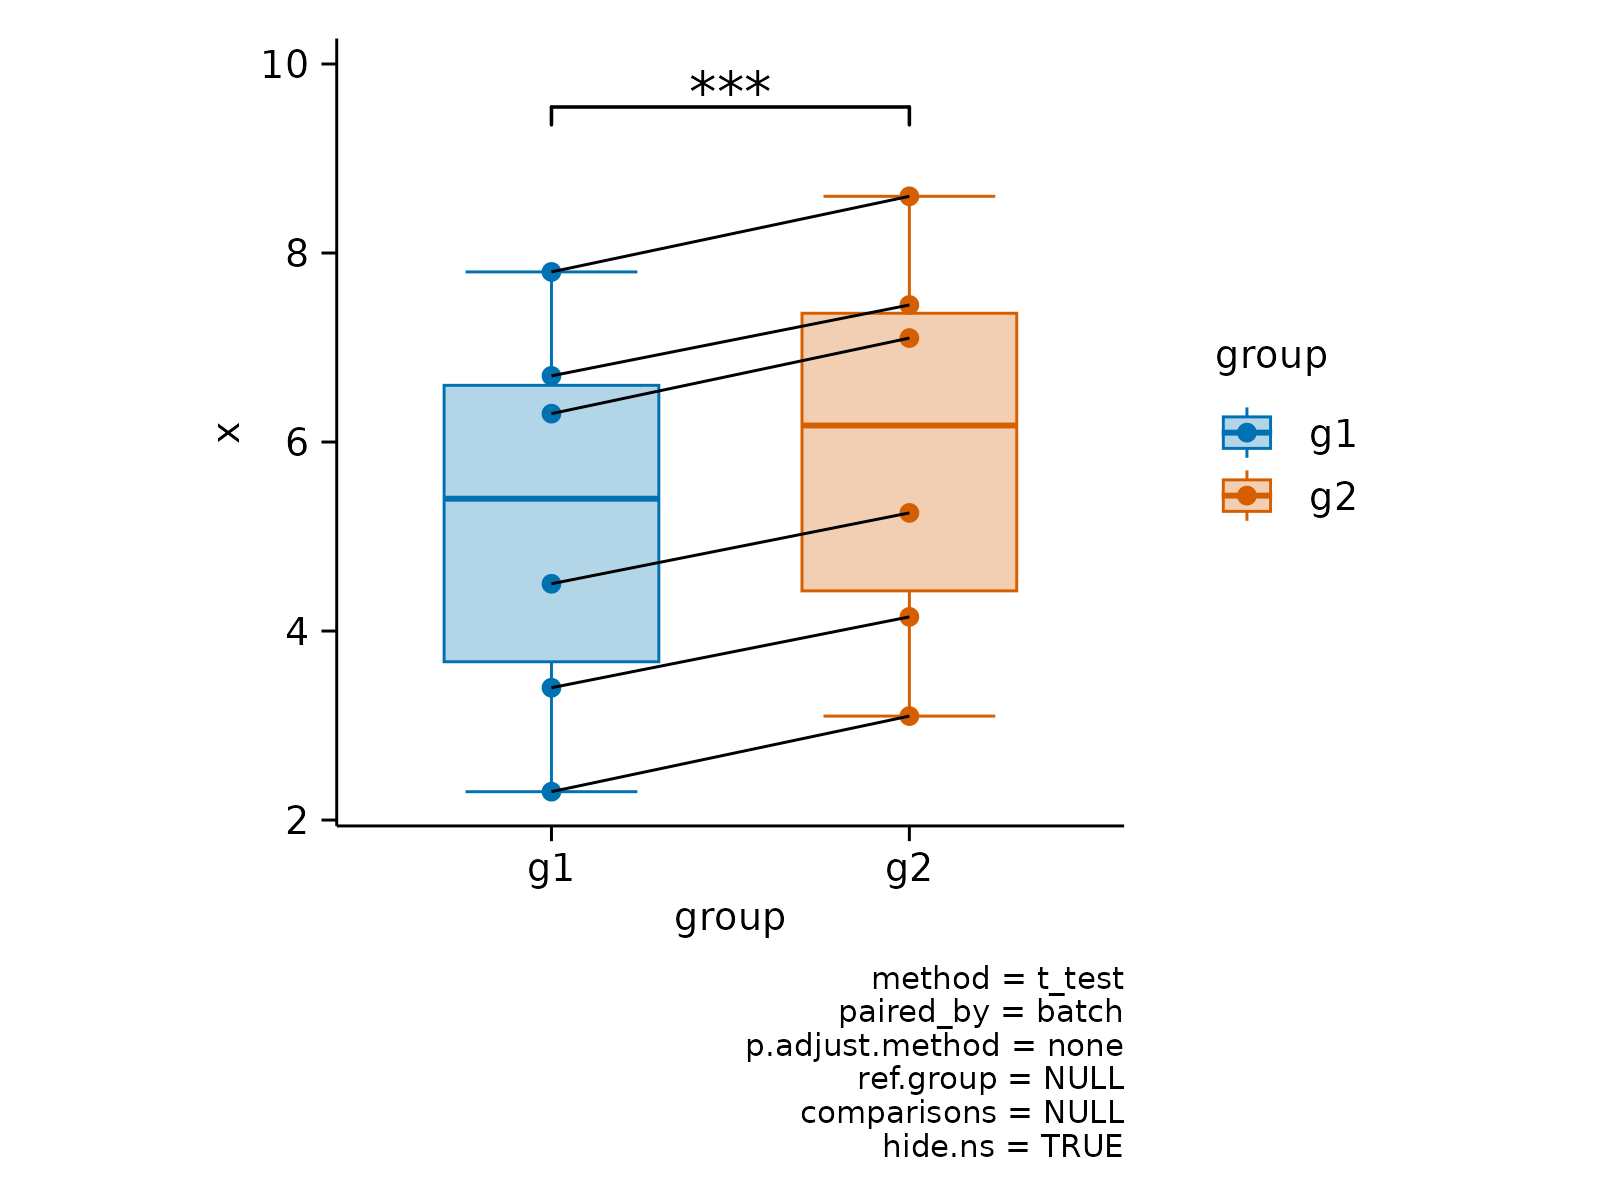 10
***
8
6
4
2
x
g1
g2
group
group
g1
g2
method = t_test
paired_by = batch
p.adjust.method = none
ref.group = NULL
comparisons = NULL
hide.ns = TRUE